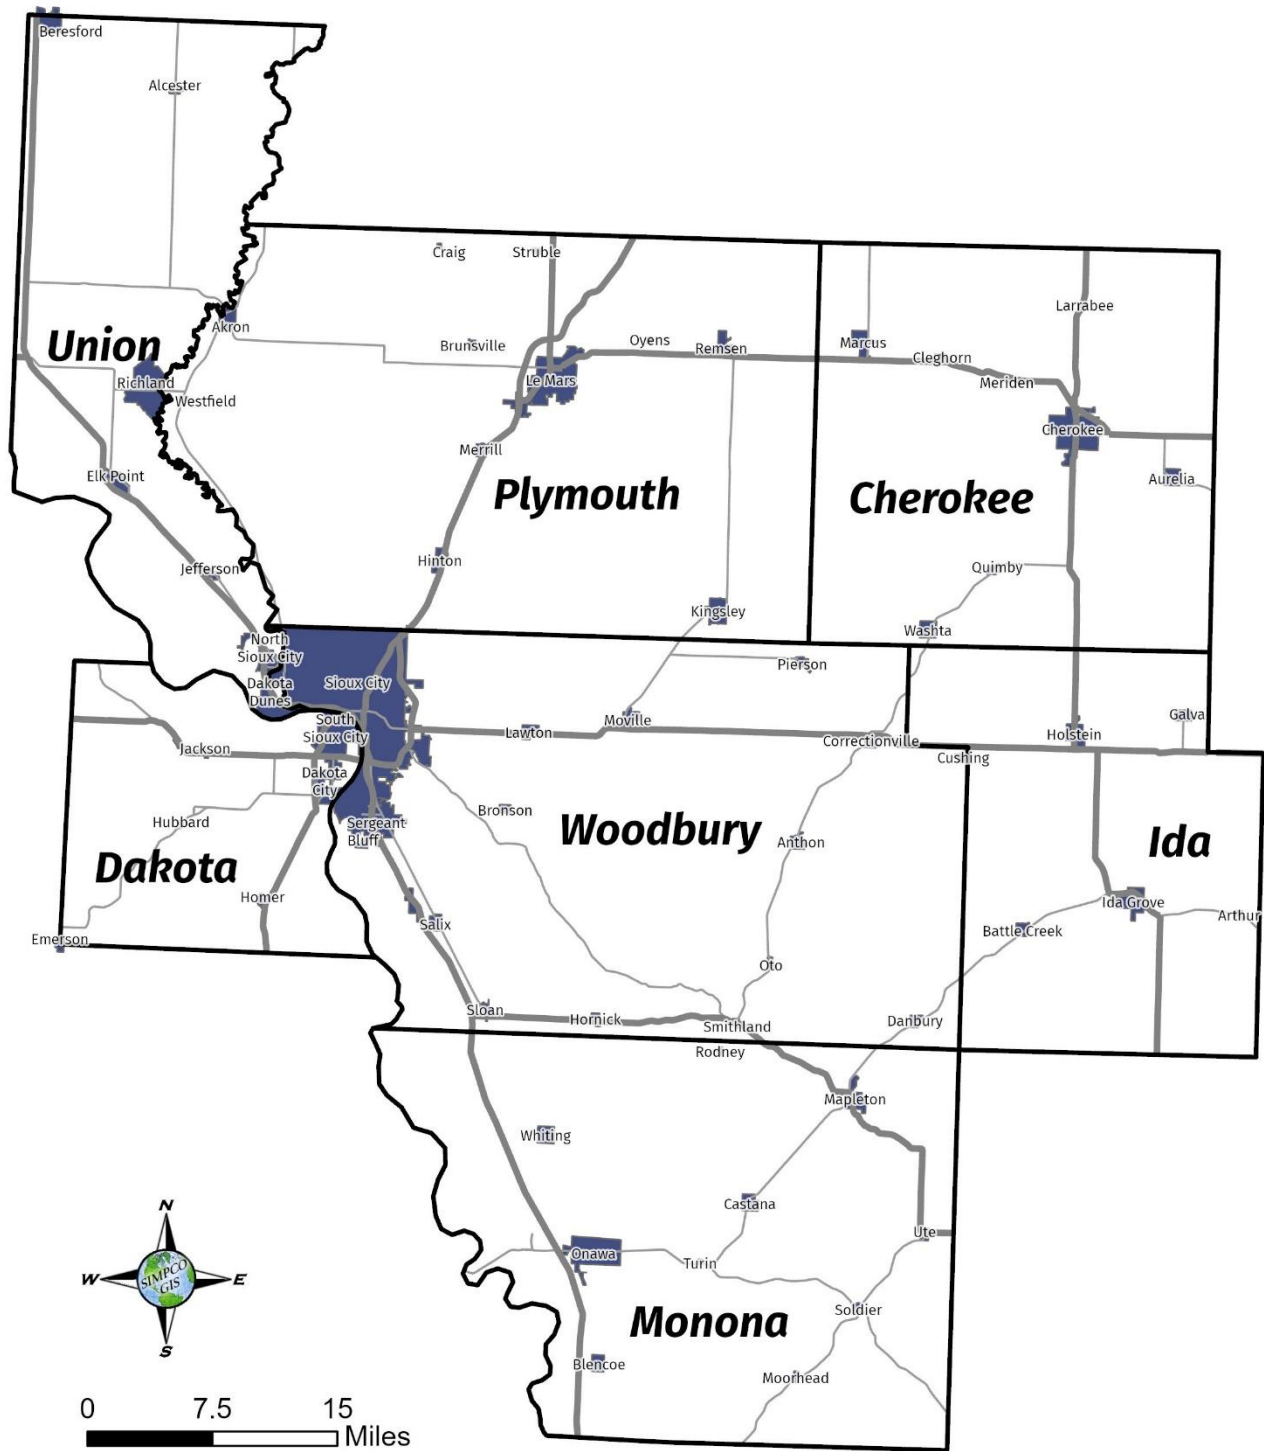 Beresford
Alcester
Craig
Struble
Larrabee
Akron
Union
Brunsville
Oyens
Remsen
Marcus
Cleghorn
Richland
Le Mars
Meriden
Westfield
Cherokee
Merrill
Elk Point
Aurelia
Plymouth
Cherokee
Jefferson
Hinton
Quimby
Kingsley
Washta
North
Sioux City
Pierson
Dakota
Dunes
Sioux City
South
Sioux City
Moville
Galva
Lawton
Correctionville
Holstein
Jackson
Cushing
Dakota
City
Hubbard
Bronson
Sergeant
Bluff
Woodbury
Anthon
Ida
Dakota
Homer
Ida Grove
Salix
Battle Creek
Arthur
Emerson
Oto
Sloan
Hornick
Smithland
Danbury
Rodney
Mapleton
Whiting
Castana
Ute
Onawa
Turin
Soldier
Monona
Blencoe
Moorhead
N
W
SIMPCO
GIS
E
S
0 7.5 15
Miles